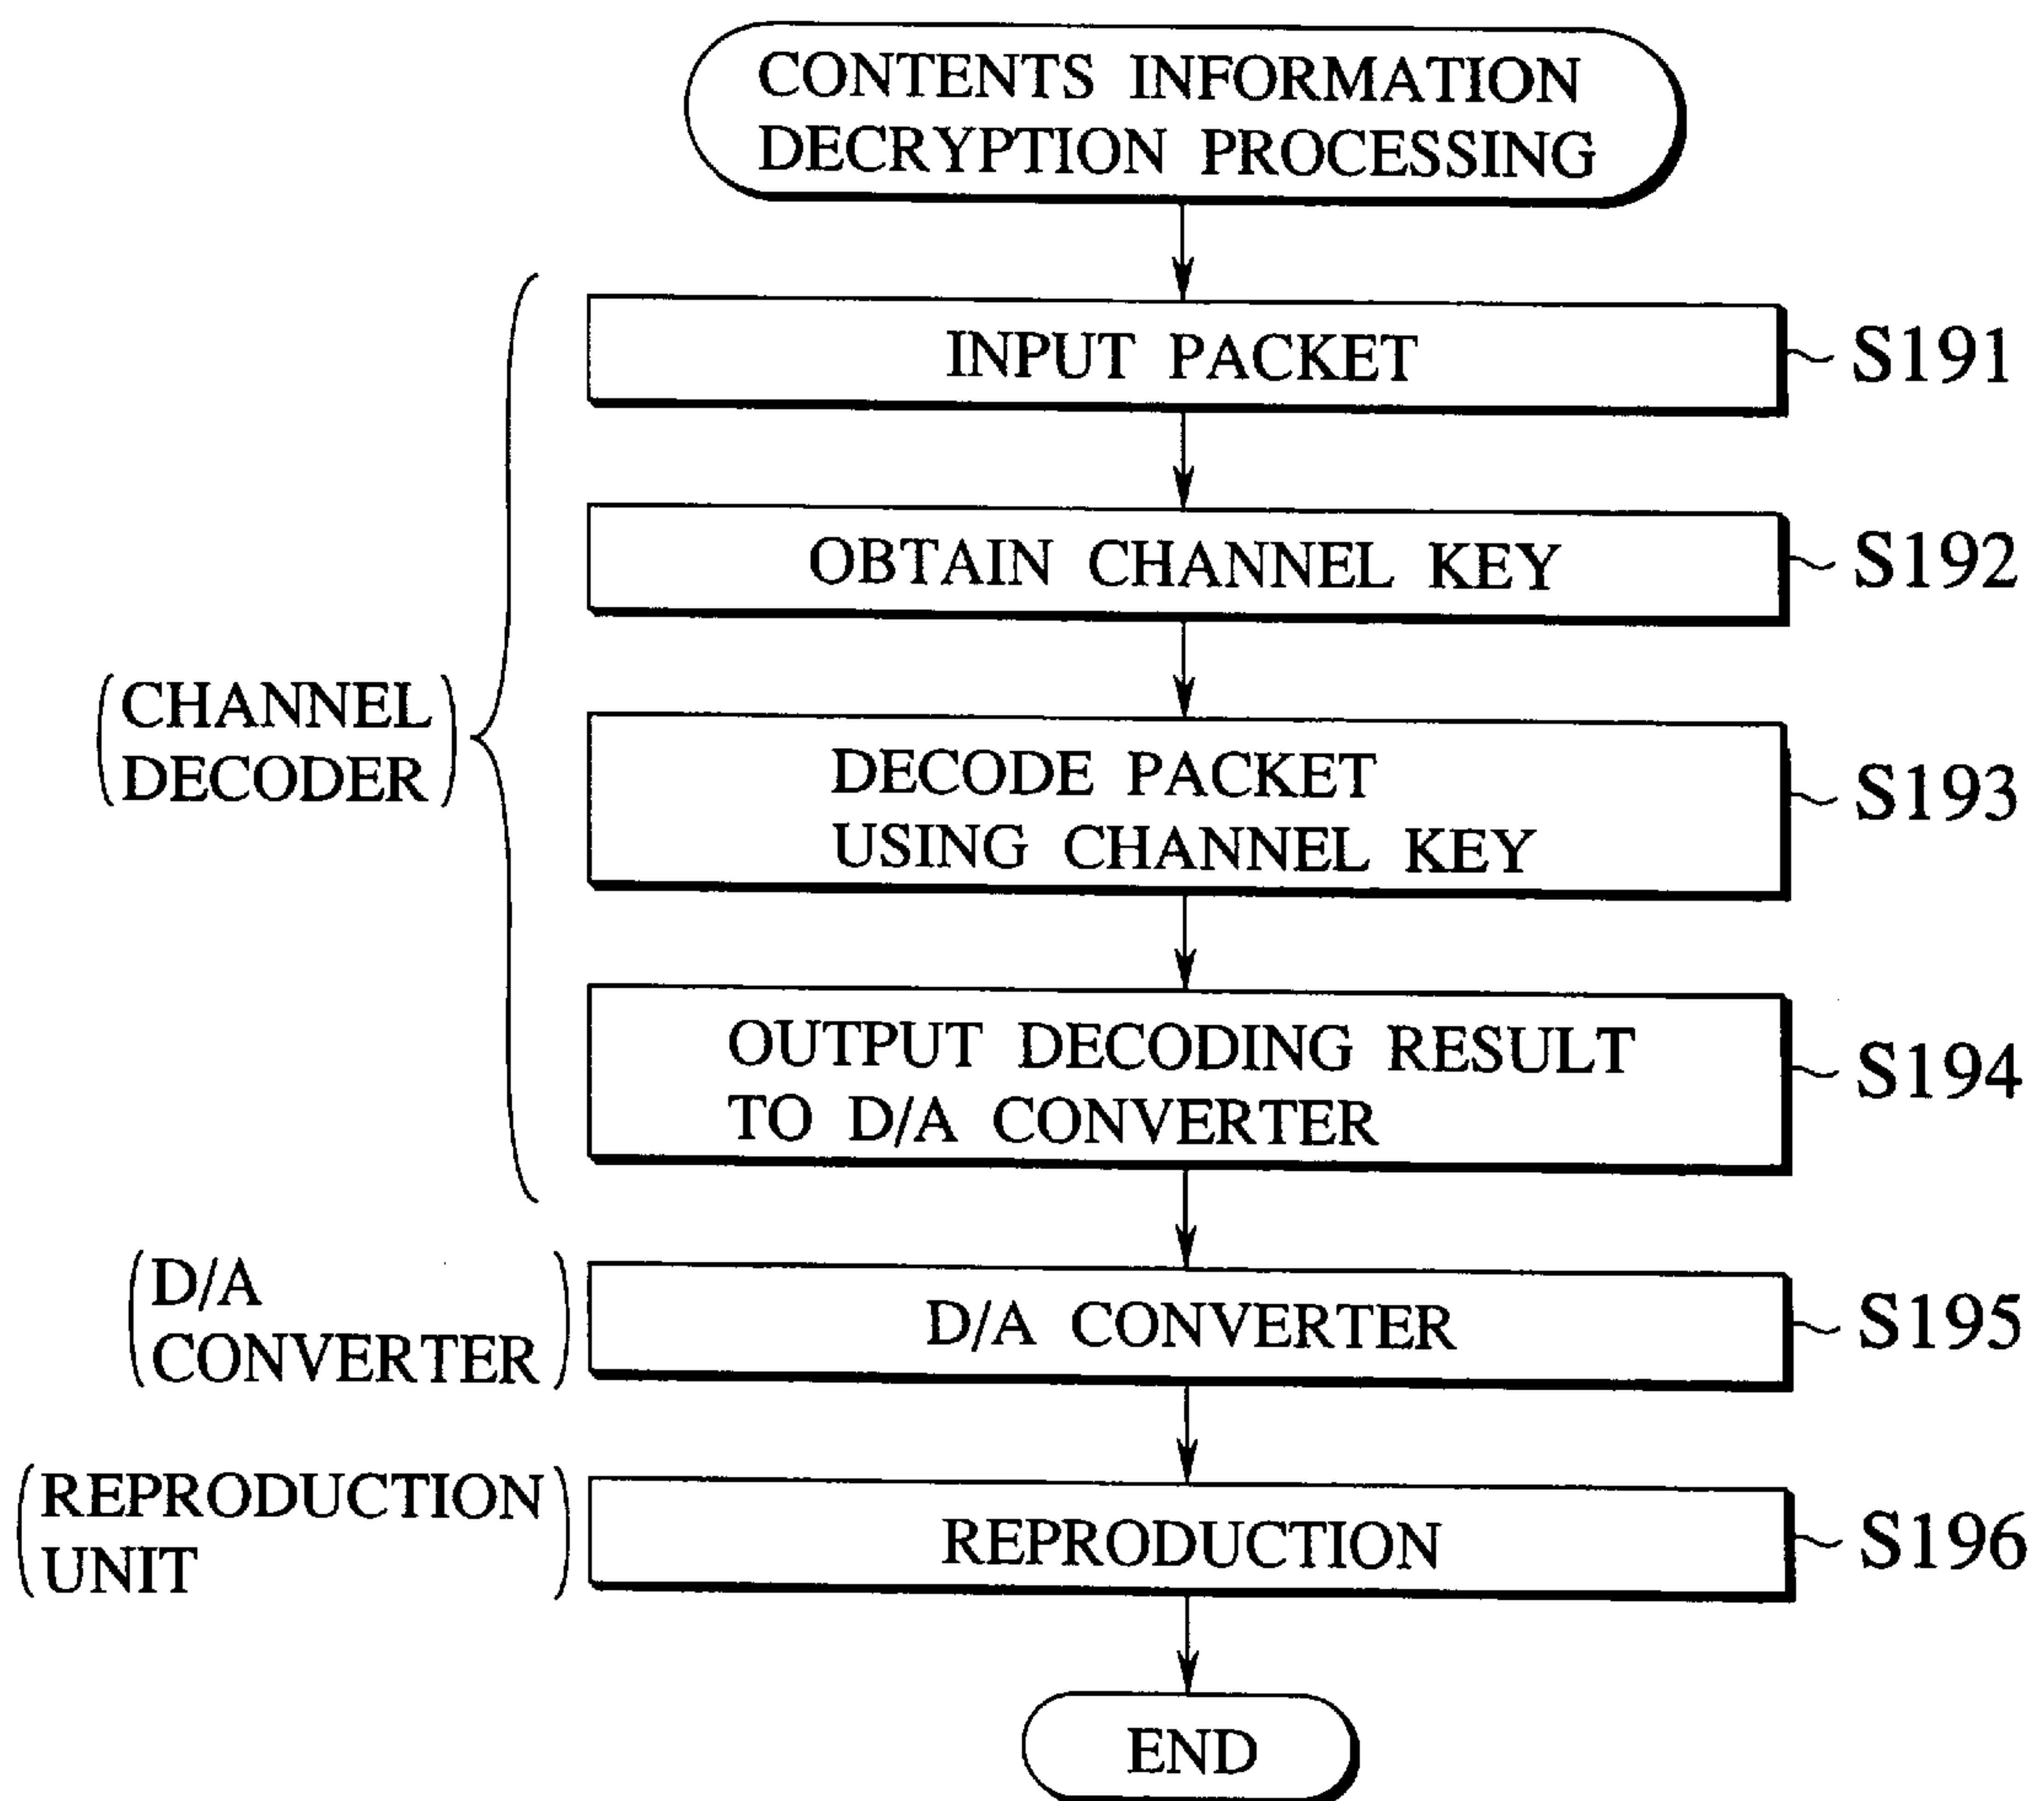 CONTENTS INFORMATION
DECRYPTION PROCESSING
INPUT PACKET
S191
OBTAIN CHANNEL KEY
S192
(CHANNEL
DECODER)
DECODE PACKET
USING CHANNEL KEY
S193
OUTPUT DECODING RESULT
TO D/A CONVERTER
S194
(D/A
CONVERTER)
D/A CONVERTER
S195
(REPRODUCTION
UNIT)
REPRODUCTION
S196
END